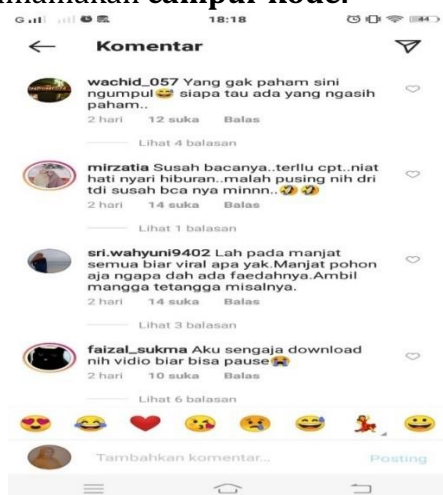 campur kode.
18:18
44
Komentar
wachid_057 Yang gak paham sini
ngumpul😅 siapa tau ada yang ngasih
paham..
2 hari 12 suka Balas
Lihat 4 balasan
mirzatia Susah bacanya..terllu cpt..niat
hati nyari hiburan..malah pusing nih dri
tdi susah bca nya minnn..🤣🤣
2 hari 14 suka Balas
Lihat 1 balasan
sri.wahyuni9402 Lah pada manjat
semua biar viral apa yak.Manjat pohon
aja ngapa dah ada faedahnya.Ambil
mangga tetangga misalnya.
2 hari 14 suka Balas
Lihat 3 balasan
faizal_sukma Aku sengaja download
nih vidio biar bisa pause😭
2 hari 10 suka Balas
Lihat 6 balasan
Tambahkan komentar... Posting